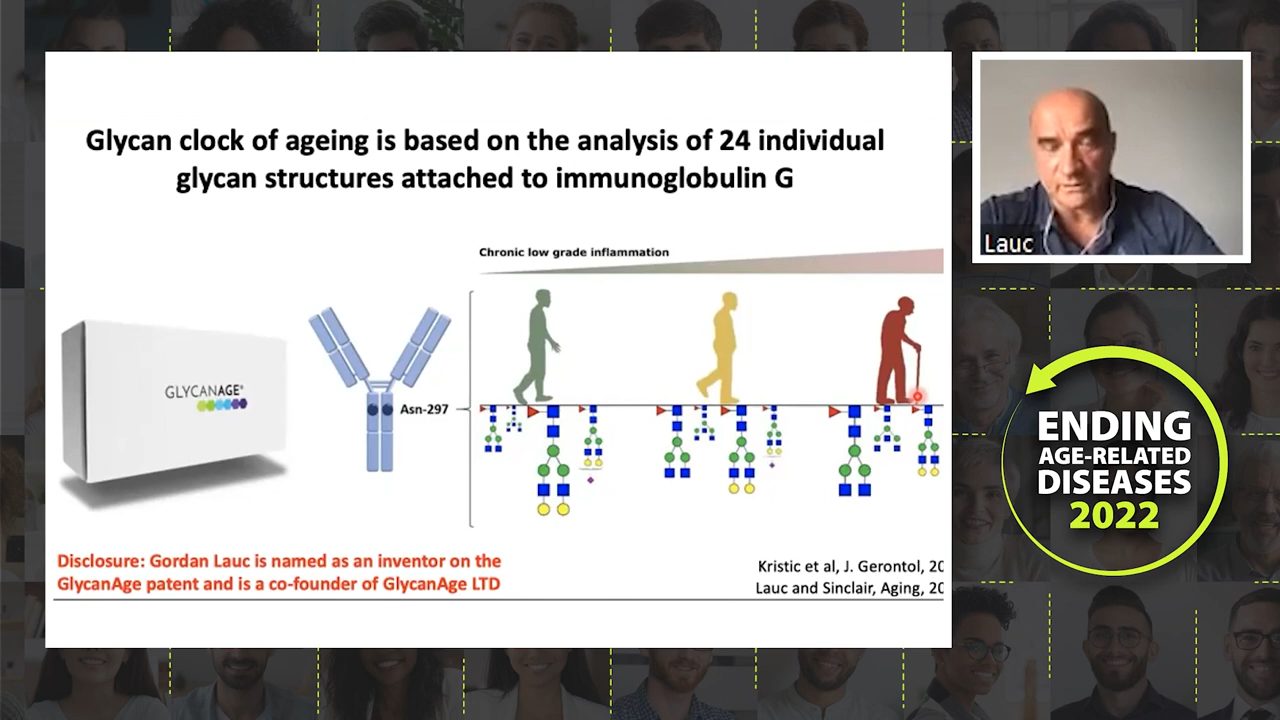 Glycan clock of ageing is based on the analysis of 24 individual
glycan structures attached to immunoglobulin G
Chronic low grade inflammation
GLYCANAGE®
Asn-297
Disclosure: Gordan Lauc is named as an inventor on the
GlycanAge patent and is a co-founder of GlycanAge LTD
Kristic et al, J. Gerontol, 20
Lauc and Sinclair, Aging, 20
Lauc
ENDING
AGE-RELATED
DISEASES
2022